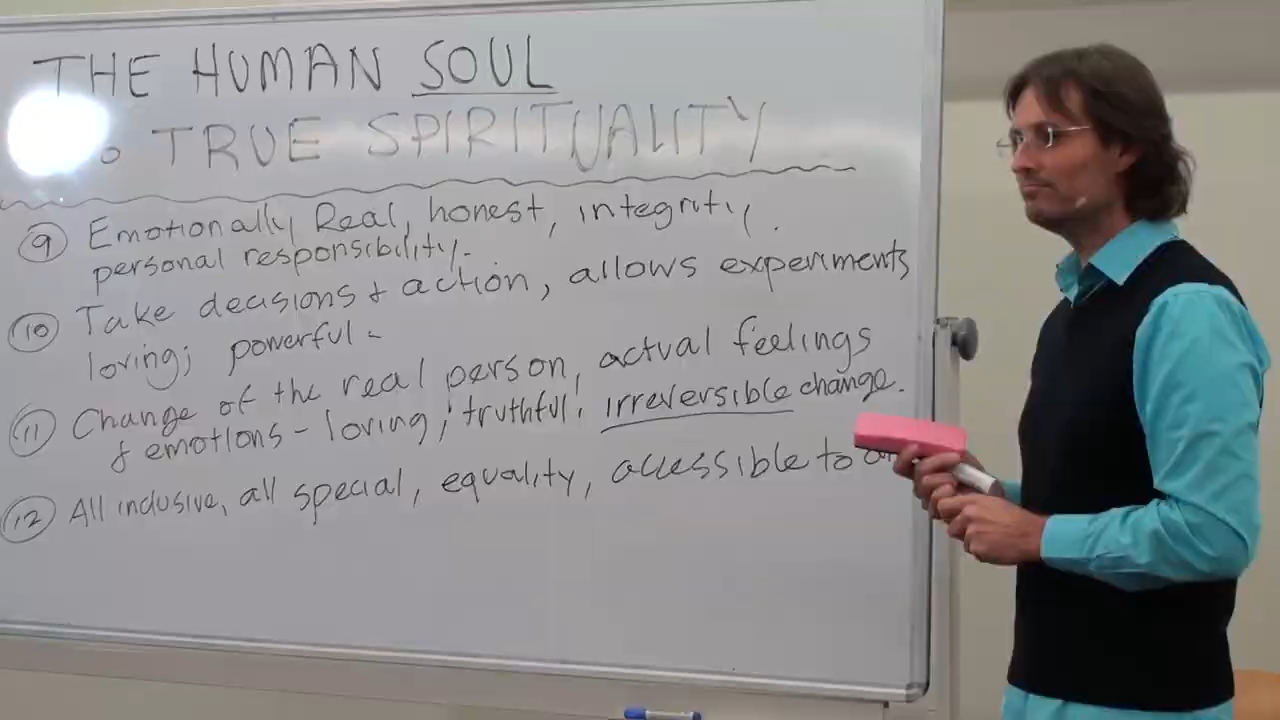 THE HUMAN SOUL
o TRUE SPIRITUALITY
9 Emotionally Real, honest, integrity.
personal responsibility.
10 Take decisions & action, allows experiments
loving; powerful.
11 Change of the real person, actual feelings
& emotions - loving; truthful; irreversible change.
12 All inclusive, all special, equality, accessible to